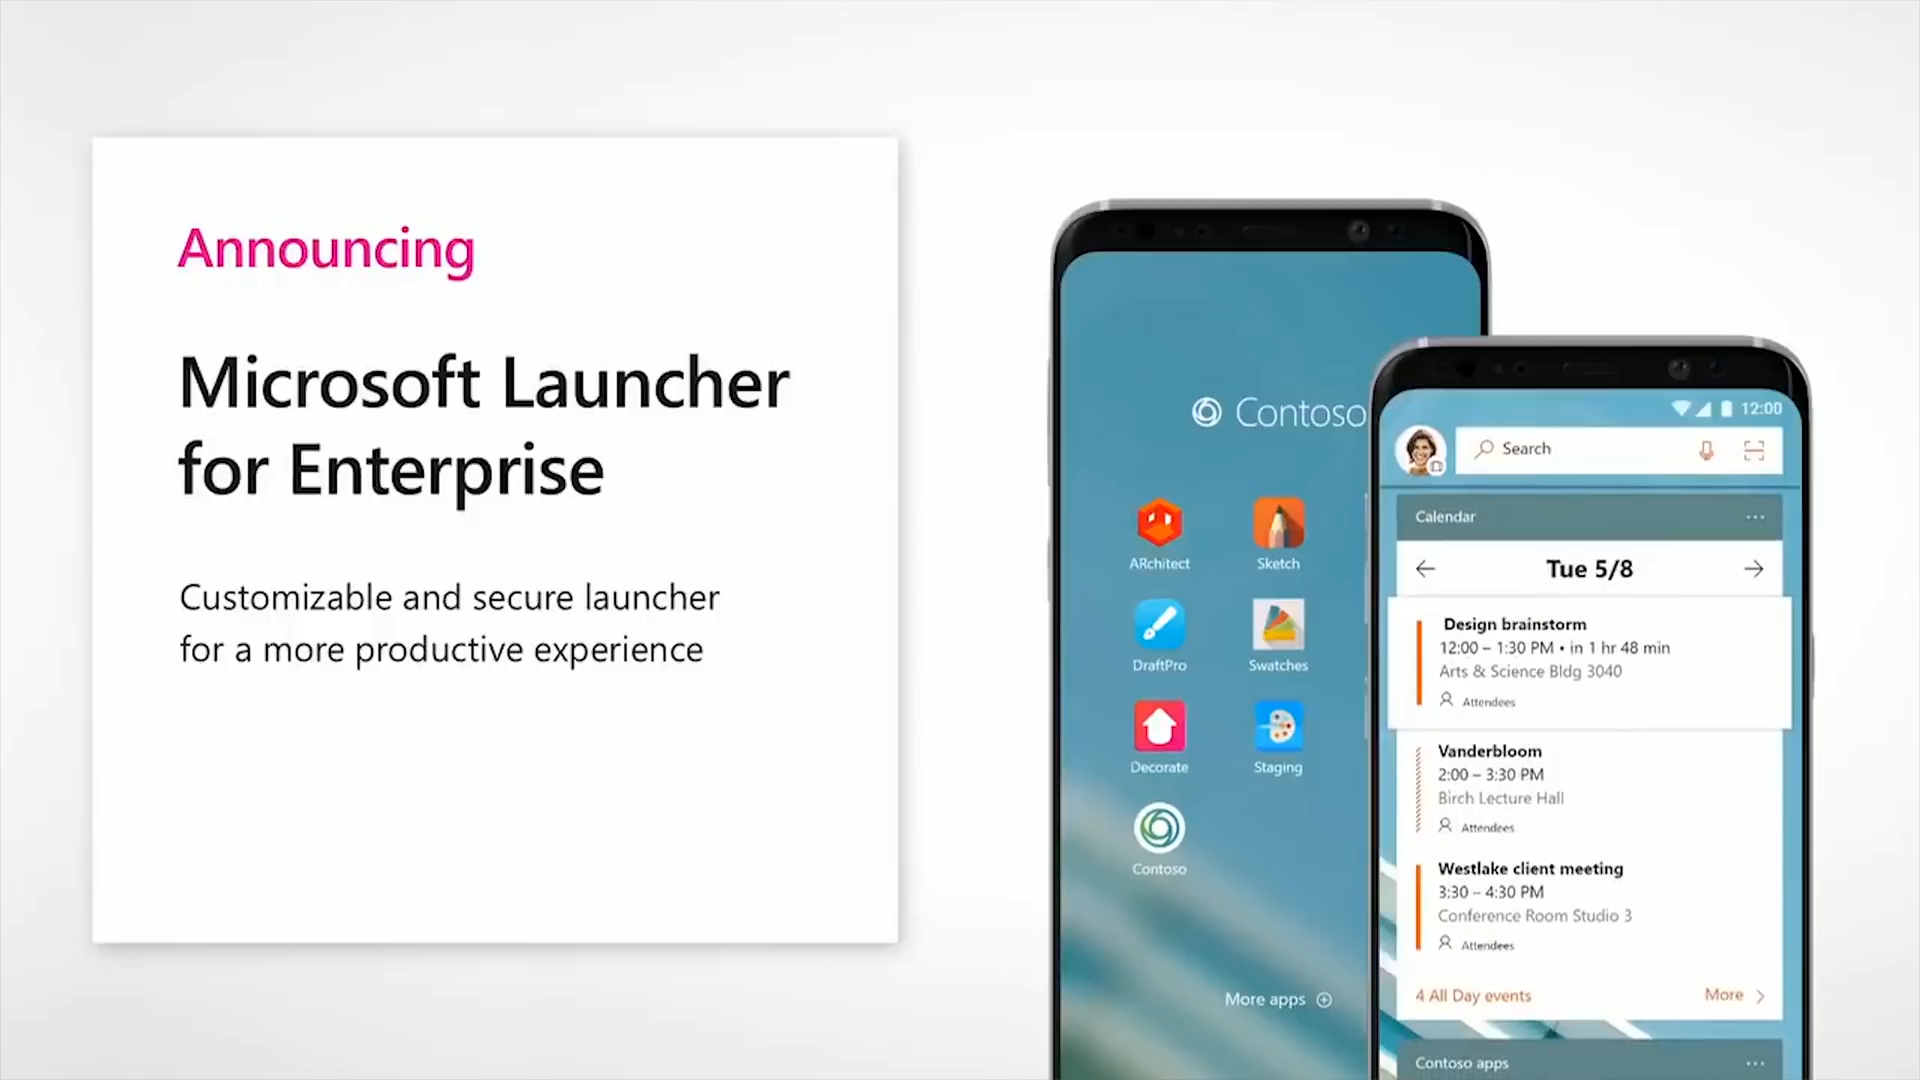 Announcing
Microsoft Launcher
for Enterprise
Customizable and secure launcher
for a more productive experience
Contoso
ARchitect
Sketch
DraftPro
Swatches
Decorate
Staging
Contoso
More apps
12:00
Search
Calendar
Tue 5/8
Design brainstorm
12:00 – 1:30 PM • in 1 hr 48 min
Arts & Science Bldg 3040
Attendees
Vanderbloom
2:00 – 3:30 PM
Birch Lecture Hall
Attendees
Westlake client meeting
3:30 – 4:30 PM
Conference Room Studio 3
Attendees
4 All Day events
More
Contoso apps